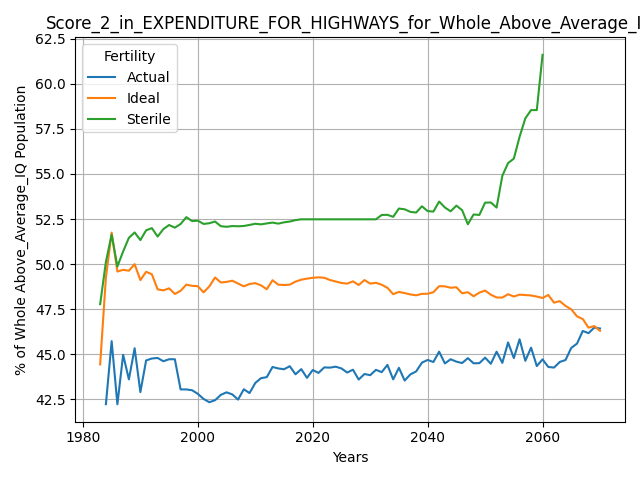 Score_2_in_EXPENDITURE_FOR_HIGHWAYS_for_Whole_Above_Average_I
% of Whole Above_Average_IQ Population
62.5
60.0
57.5
55.0
52.5
50.0
47.5
45.0
42.5
Fertility
Actual
Ideal
Sterile
1980
2000
2020
2040
2060
Years